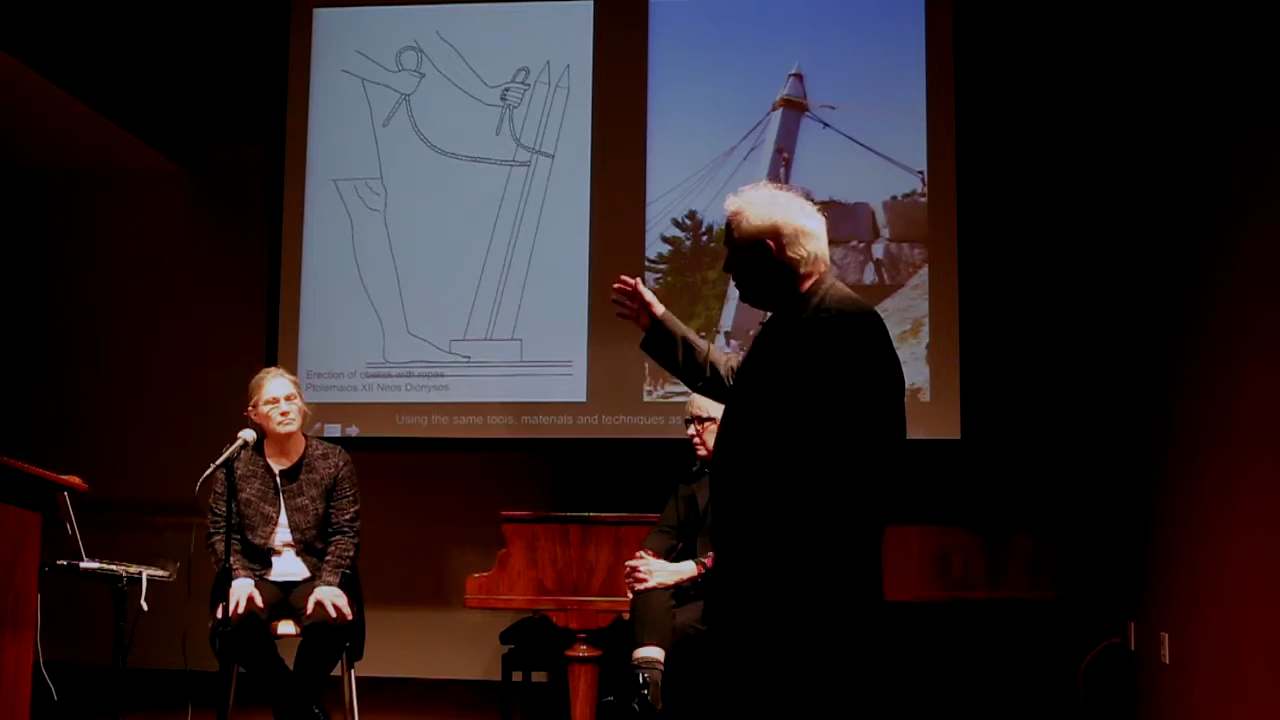 Erection of obelisk with ropes
Ptolemaios XII Neos Dionysos
Using the same tools, materials and techniques as